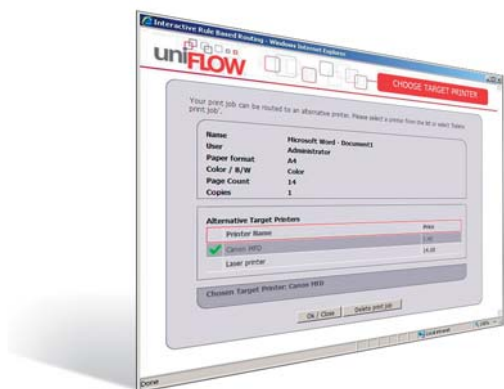 Interactive Rule Based Routing - Windows Internet Explorer
uniFLOW
CHOOSE TARGET PRINTER
Your print job can be routed to an alternative printer. Please select a printer from the list or select 'Delete
print job'.
Name Microsoft Word - Document1
User Administrator
Paper format A4
Color / B/W Color
Page Count 14
Copies 1
Alternative Target Printers
Printer Name Price
Canon MFD
Laser printer 14.00
Chosen Target Printer: Canon MFD
Ok / Close Delete print job
Done Local intranet 100%